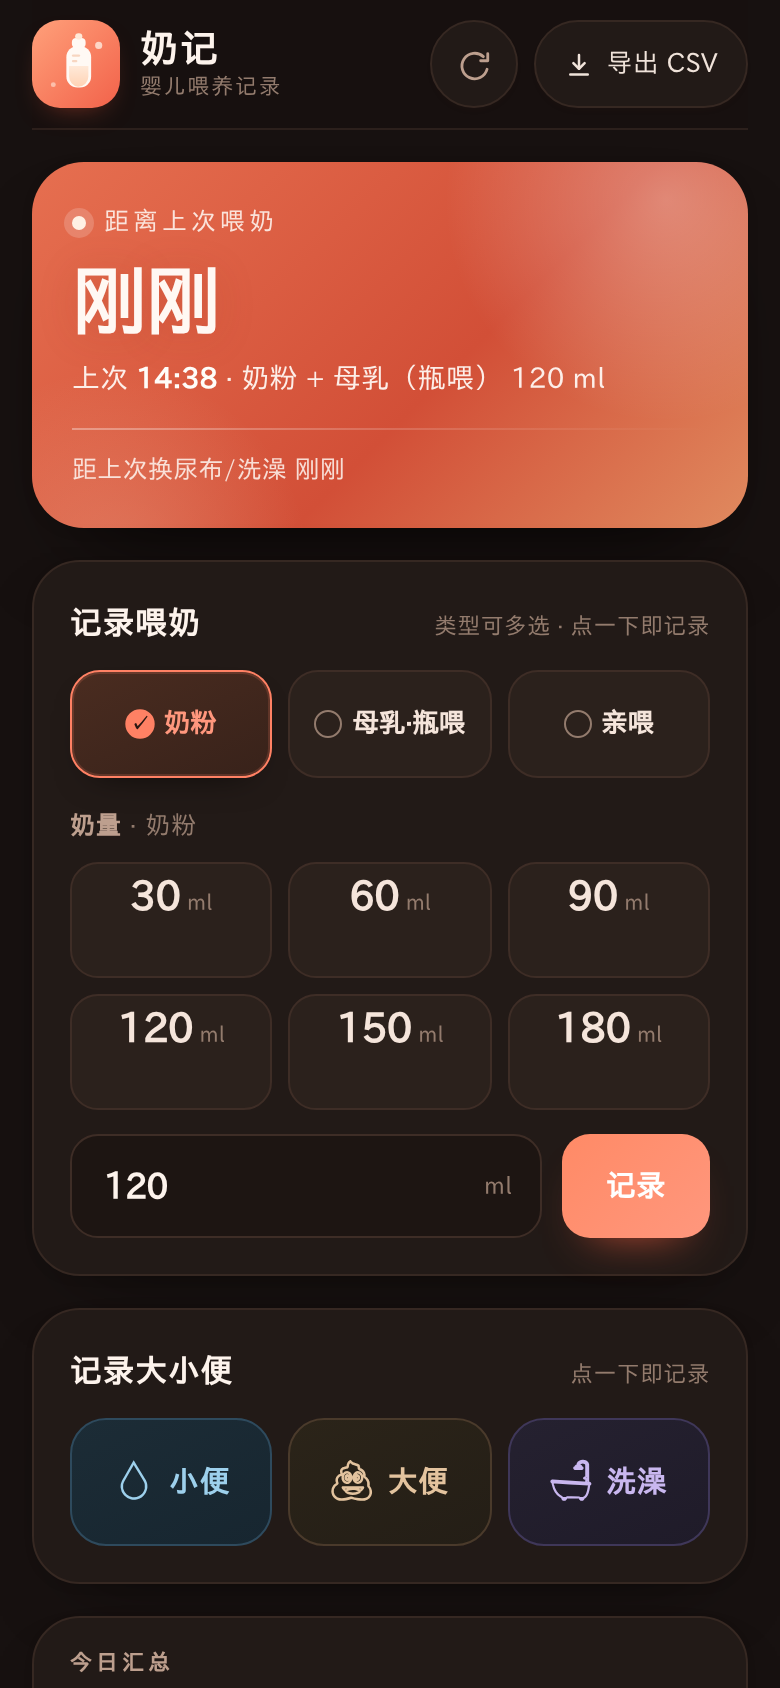 奶记
婴儿喂养记录
导出 CSV
距离上次喂奶
刚刚
上次 14:38 · 奶粉 + 母乳（瓶喂） 120 ml
距上次换尿布/洗澡 刚刚
记录喂奶
类型可多选 · 点一下即记录
奶粉
母乳·瓶喂
亲喂
奶量 · 奶粉
30 ml
60 ml
90 ml
120 ml
150 ml
180 ml
120 ml
记录
记录大小便
点一下即记录
小便
大便
洗澡
今日汇总